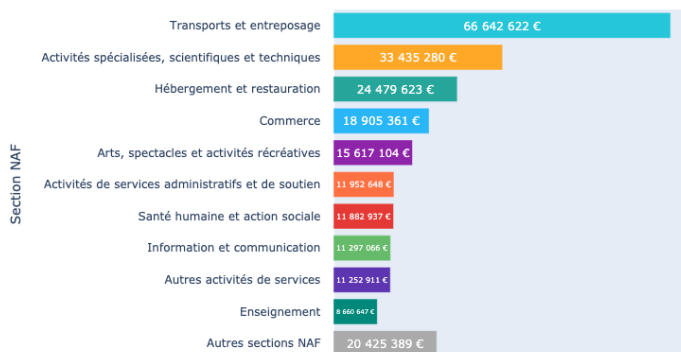 Section NAF
Transports et entreposage 66 642 622 €
Activités spécialisées, scientifiques et techniques 33 435 280 €
Hébergement et restauration 24 479 623 €
Commerce 18 905 361 €
Arts, spectacles et activités récréatives 15 617 104 €
Activités de services administratifs et de soutien 11 952 648 €
Santé humaine et action sociale 11 882 937 €
Information et communication 11 297 066 €
Autres activités de services 11 252 911 €
Enseignement 8 660 647 €
Autres sections NAF 20 425 389 €